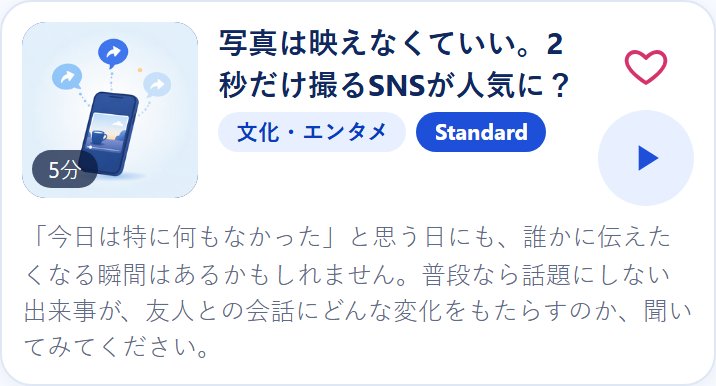 写真は映えなくていい。2
秒だけ撮るSNSが人気に？
文化・エンタメ
Standard
5分
「今日は特に何もなかった」と思う日にも、誰かに伝えた
くなる瞬間はあるかもしれません。普段なら話題にしない
出来事が、友人との会話にどんな変化をもたらすのか、聞い
てみてください。